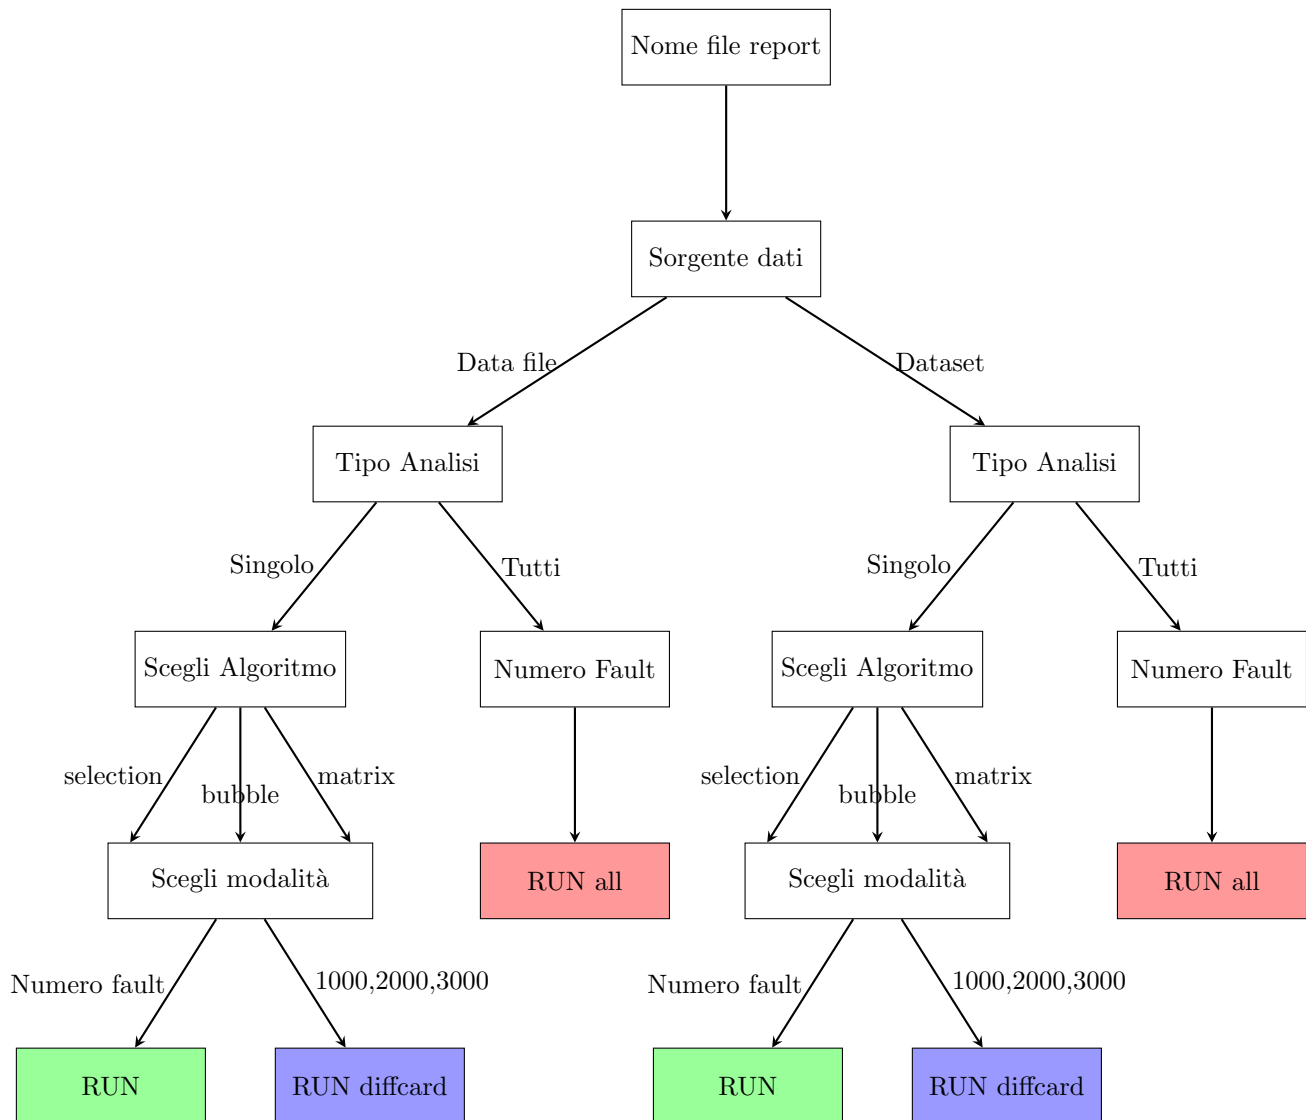 Nome file report
Sorgente dati
Data file
Dataset
Tipo Analisi
Tipo Analisi
Singolo
Tutti
Singolo
Tutti
Scegli Algoritmo
Numero Fault
Scegli Algoritmo
Numero Fault
selection
bubble
matrix
selection
bubble
matrix
Scegli modalità
RUN all
Scegli modalità
RUN all
Numero fault
1000,2000,3000
Numero fault
1000,2000,3000
RUN
RUN diffcard
RUN
RUN diffcard